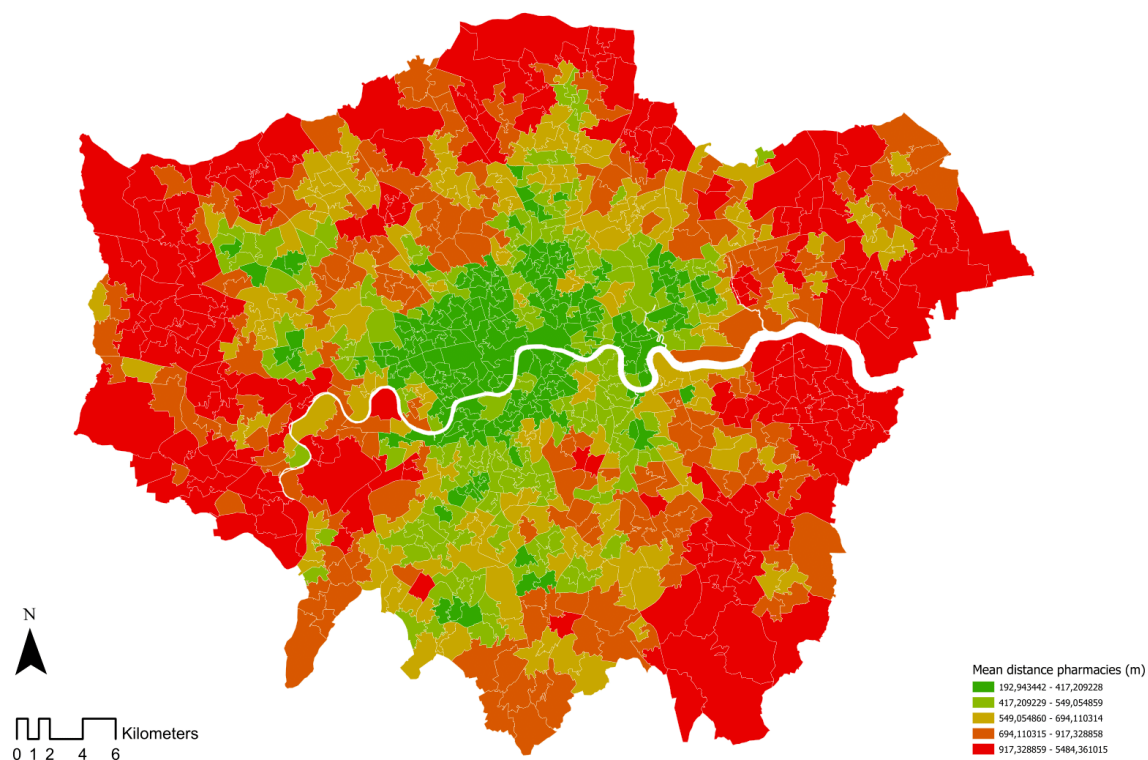 N
Kilometers
0 1 2 4 6
Mean distance pharmacies (m)
192,943442 - 417,209228
417,209229 - 549,054859
549,054860 - 694,110314
694,110315 - 917,328858
917,328859 - 5484,361015